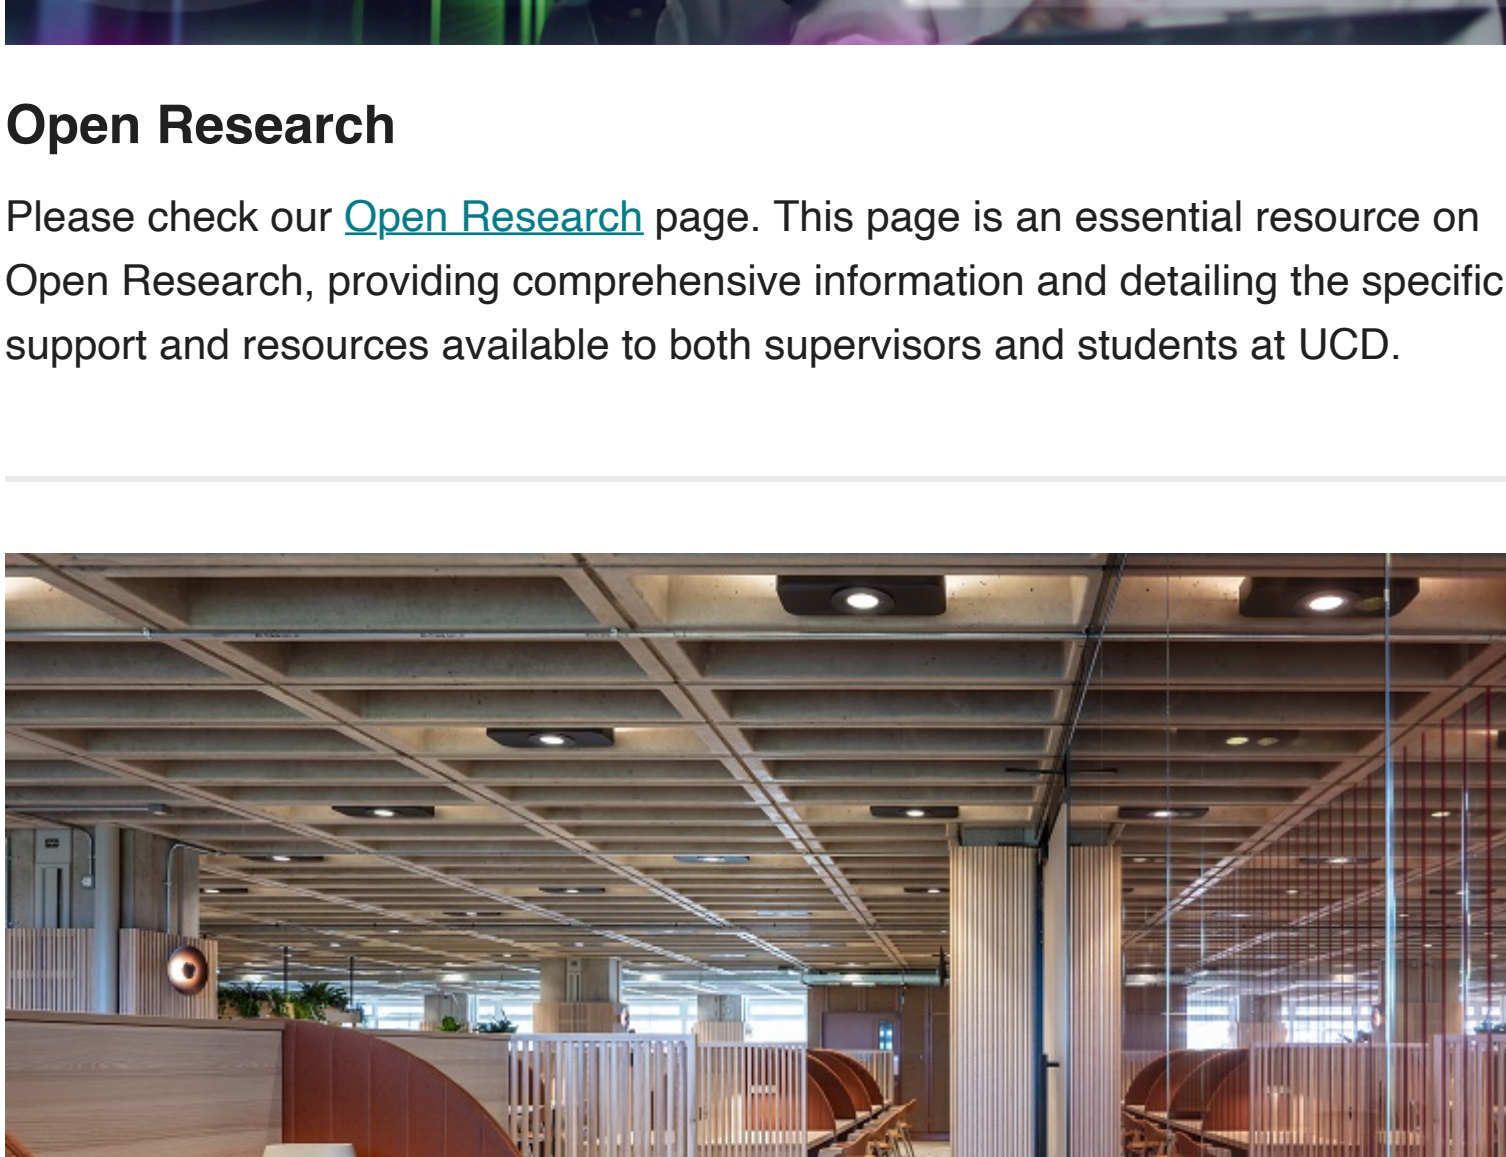 Open Research
Please check our Open Research page. This page is an essential resource on
Open Research, providing comprehensive information and detailing the specific
support and resources available to both supervisors and students at UCD.